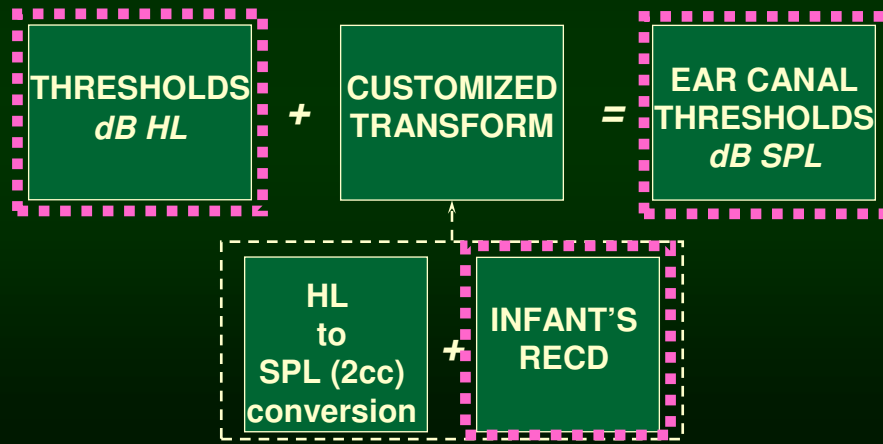 THRESHOLDS
dB HL
+
CUSTOMIZED
TRANSFORM
=
EAR CANAL
THRESHOLDS
dB SPL
HL
to
SPL (2cc)
conversion
+
INFANT'S
RECD